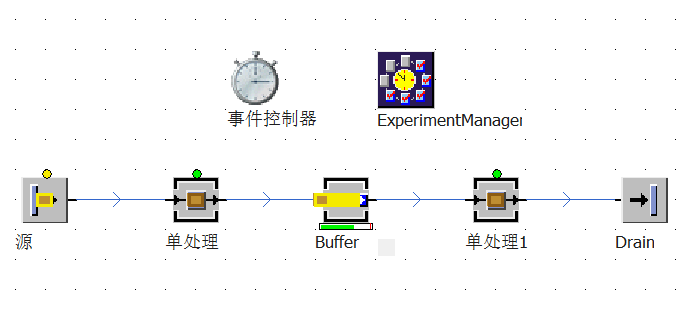 事件控制器
ExperimentManager
源
单处理
Buffer
单处理1
Drain